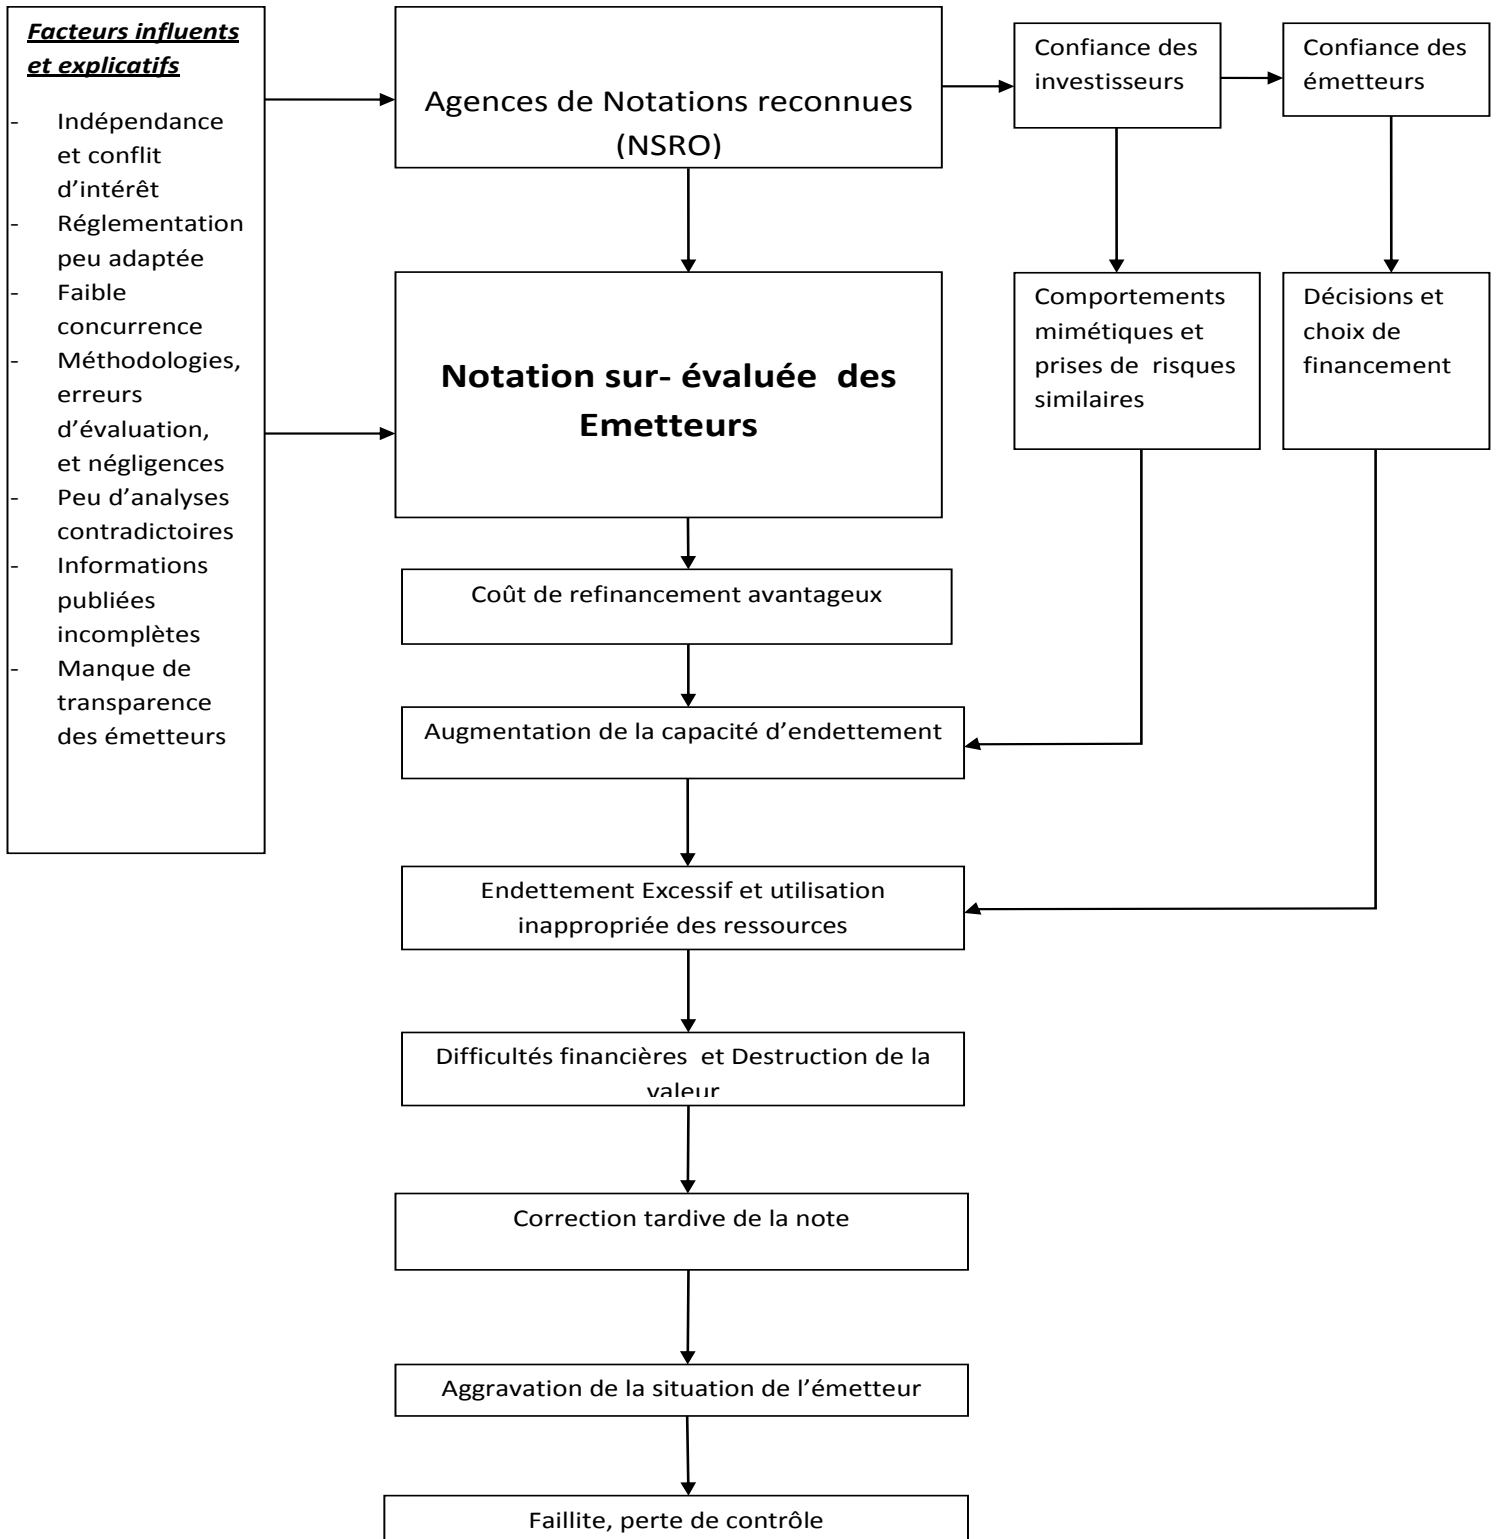 Facteurs influents
et explicatifs
- Indépendance
et conflit
d’intérêt
- Réglementation
peu adaptée
- Faible
concurrence
- Méthodologies,
erreurs
d’évaluation,
et négligences
- Peu d’analyses
contradictoires
- Informations
publiées
incomplètes
- Manque de
transparence
des émetteurs
Agences de Notations reconnues
(NSRO)
Confiance des
investisseurs
Confiance des
émetteurs
Notation sur- évaluée des
Emetteurs
Comportements
mimétiques et
prises de risques
similaires
Décisions et
choix de
financement
Coût de refinancement avantageux
Augmentation de la capacité d’endettement
Endettement Excessif et utilisation
inappropriée des ressources
Difficultés financières et Destruction de la
valeur
Correction tardive de la note
Aggravation de la situation de l’émetteur
Faillite, perte de contrôle